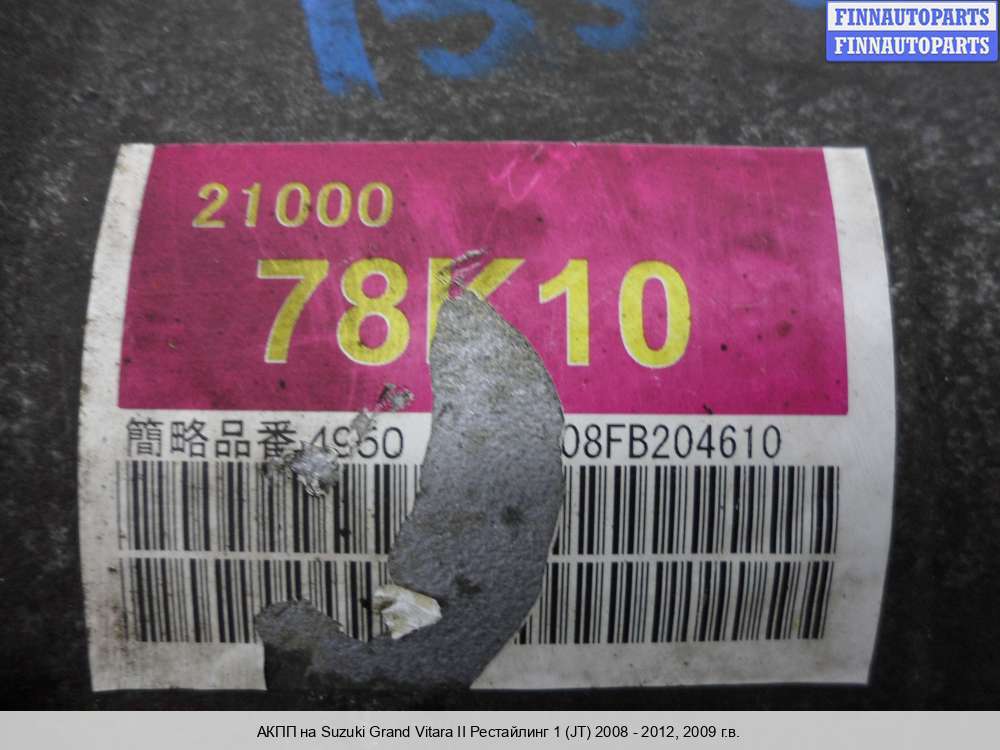 FINNAUTOPARTS
FINNAUTOPARTS
21000
78K10
簡略品番 4950 08FB204610
АКПП на Suzuki Grand Vitara II Рестайлинг 1 (JT) 2008 - 2012, 2009 г.в.